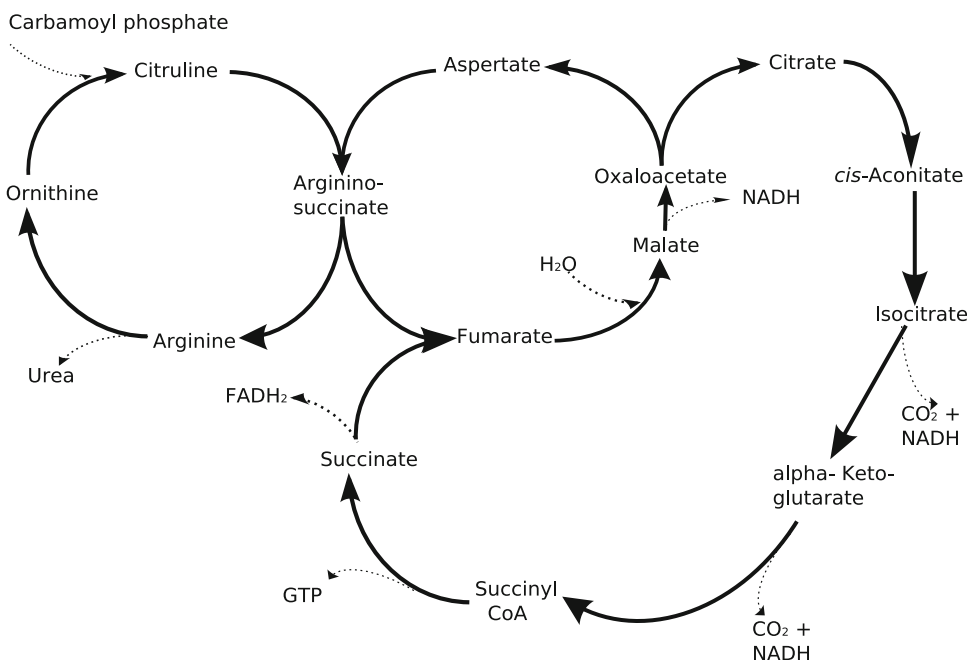 Carbamoyl phosphate
Citruline
Aspertate
Citrate
Ornithine
Arginino-
succinate
Oxaloacetate
cis-Aconitate
NADH
Malate
H₂O
Isocitrate
Arginine
Fumarate
Urea
FADH₂
CO₂ +
NADH
Succinate
alpha- Keto-
glutarate
GTP
Succinyl
CoA
CO₂ +
NADH